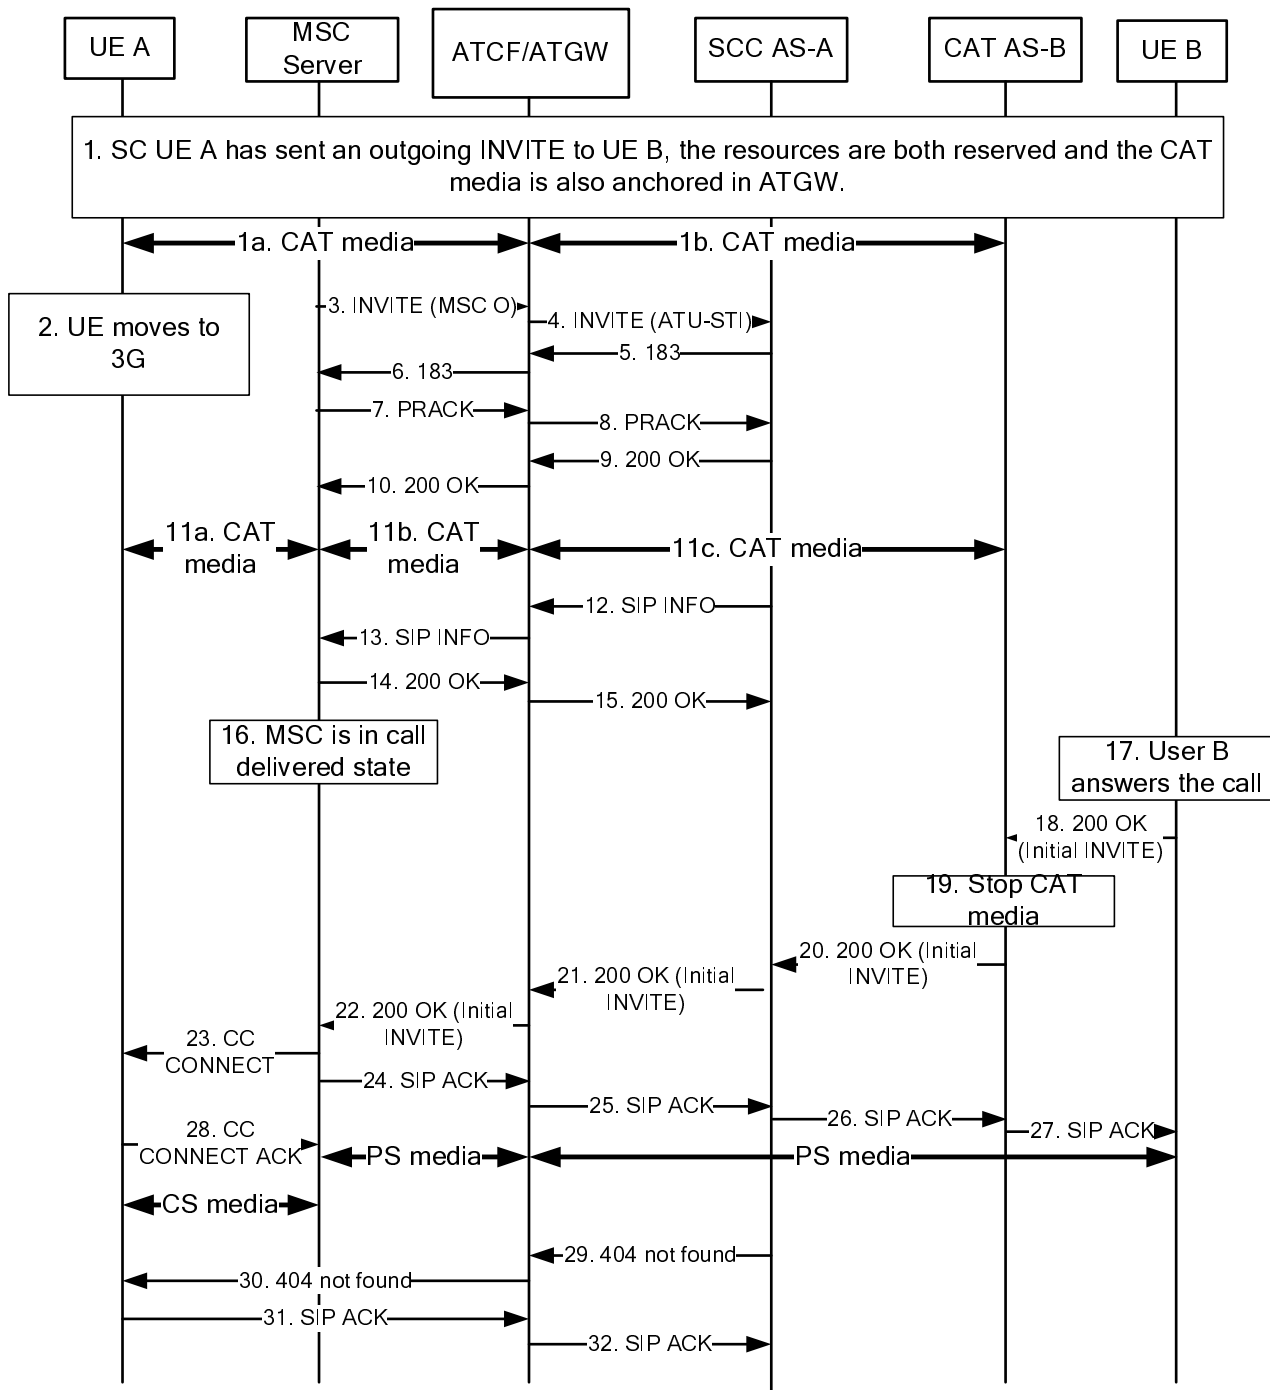 UE A
MSC
Server
ATCF/ATGW
SCC AS-A
CAT AS-B
UE B
1. SC UE A has sent an outgoing INVITE to UE B, the resources are both reserved and the CAT
media is also anchored in ATGW.
1a. CAT media
1b. CAT media
2. UE moves to
3G
3. INVITE (MSC O)
4. INVITE (ATU-STI)
5. 183
6. 183
7. PRACK
8. PRACK
9. 200 OK
10. 200 OK
11a. CAT
media
11b. CAT
media
11c. CAT media
12. SIP INFO
13. SIP INFO
14. 200 OK
15. 200 OK
16. MSC is in call
delivered state
17. User B
answers the call
18. 200 OK
(Initial INVITE)
19. Stop CAT
media
20. 200 OK (Initial
INVITE)
21. 200 OK (Initial
INVITE)
22. 200 OK (Initial
INVITE)
23. CC
CONNECT
24. SIP ACK
25. SIP ACK
26. SIP ACK
27. SIP ACK
28. CC
CONNECT ACK
PS media
PS media
CS media
29. 404 not found
30. 404 not found
31. SIP ACK
32. SIP ACK